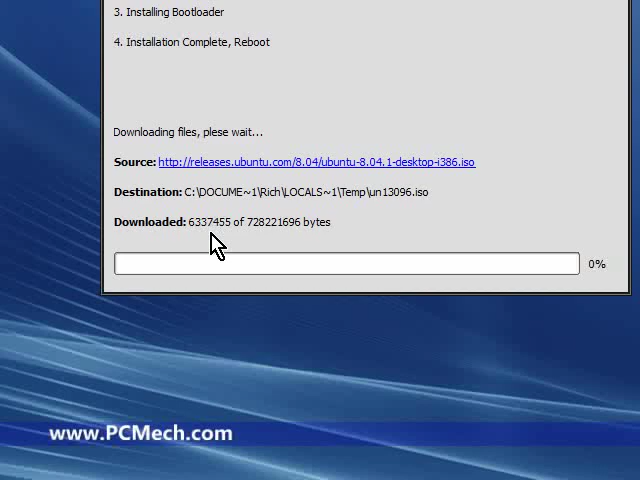 3. Installing Bootloader
4. Installation Complete, Reboot
Downloading files, plese wait...
Source: http://releases.ubuntu.com/8.04/ubuntu-8.04.1-desktop-i386.iso
Destination: C:\DOCUME~1\Rich\LOCALS~1\Temp\un13096.iso
Downloaded: 6337455 of 728221696 bytes
0%
www.PCMech.com